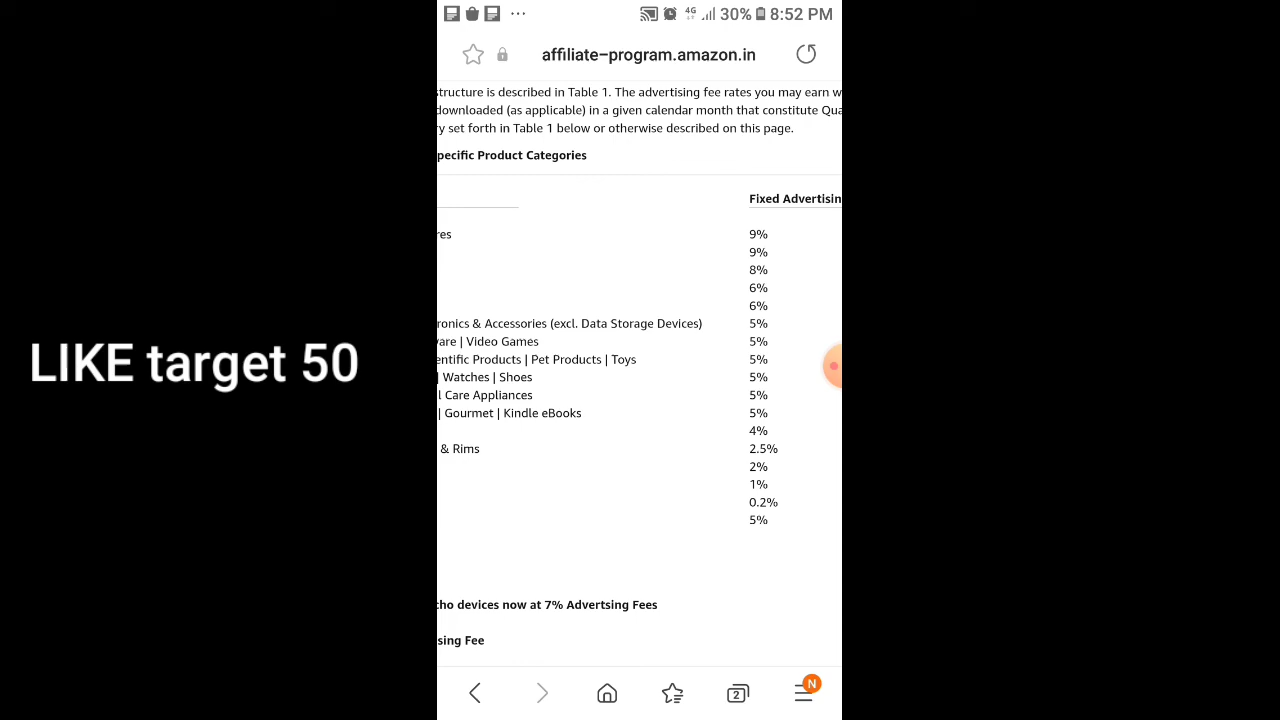 4G 30% 8:52 PM
affiliate-program.amazon.in
structure is described in Table 1. The advertising fee rates you may earn w
downloaded (as applicable) in a given calendar month that constitute Qua
ry set forth in Table 1 below or otherwise described on this page.
pecific Product Categories
Fixed Advertisin
res 9%
9%
8%
6%
6%
ronics & Accessories (excl. Data Storage Devices) 5%
vare | Video Games 5%
entific Products | Pet Products | Toys 5%
| Watches | Shoes 5%
l Care Appliances 5%
| Gourmet | Kindle eBooks 5%
4%
& Rims 2.5%
2%
1%
0.2%
5%
cho devices now at 7% Advertsing Fees
sing Fee
2
N
LIKE target 50